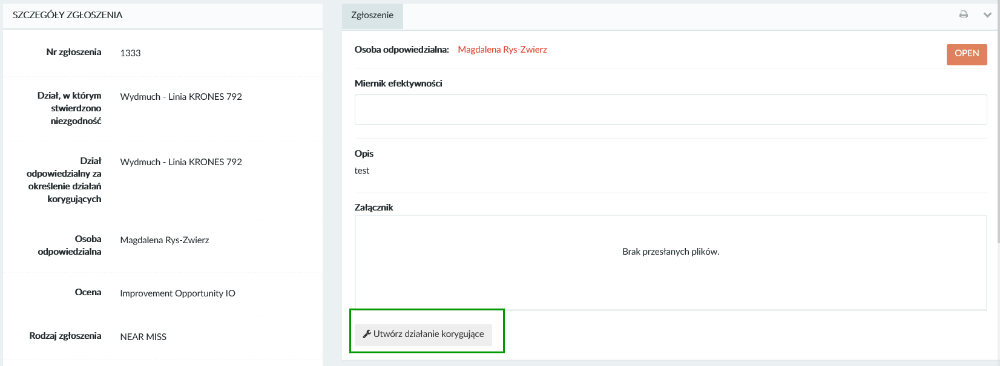 SZCZEGÓŁY ZGŁOSZENIA
Nr zgłoszenia
1333
Dział, w którym
stwierdzono
niezgodność
Wydmuch - Linia KRONES 792
Dział
odpowiedzialny za
określenie działań
korygujących
Wydmuch - Linia KRONES 792
Osoba
odpowiedzialna
Magdalena Rys-Zwierz
Ocena
Improvement Opportunity IO
Rodzaj zgłoszenia
NEAR MISS
Zgłoszenie
Osoba odpowiedzialna: Magdalena Rys-Zwierz
OPEN
Miernik efektywności
Opis
test
Załącznik
Brak przesłanych plików.
Utwórz działanie korygujące